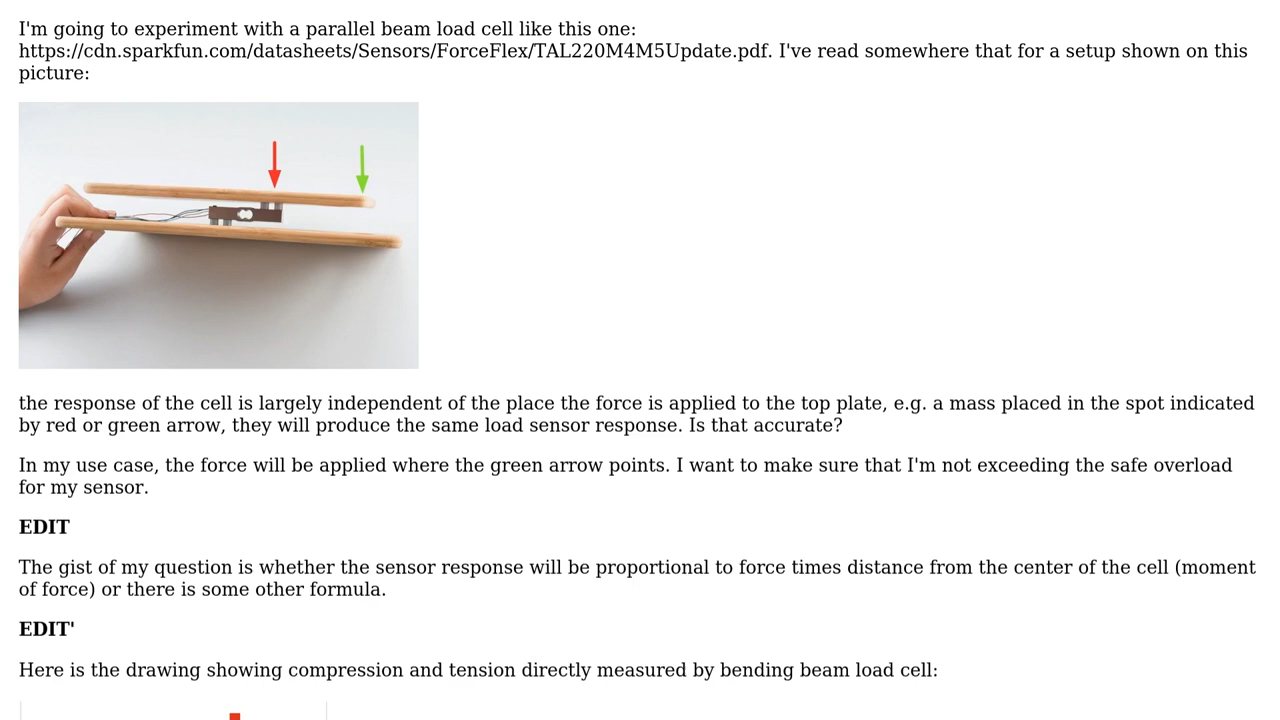 I'm going to experiment with a parallel beam load cell like this one:
https://cdn.sparkfun.com/datasheets/Sensors/ForceFlex/TAL220M4M5Update.pdf. I've read somewhere that for a setup shown on this
picture:
the response of the cell is largely independent of the place the force is applied to the top plate, e.g. a mass placed in the spot indicated
by red or green arrow, they will produce the same load sensor response. Is that accurate?
In my use case, the force will be applied where the green arrow points. I want to make sure that I'm not exceeding the safe overload
for my sensor.
EDIT
The gist of my question is whether the sensor response will be proportional to force times distance from the center of the cell (moment
of force) or there is some other formula.
EDIT'
Here is the drawing showing compression and tension directly measured by bending beam load cell: